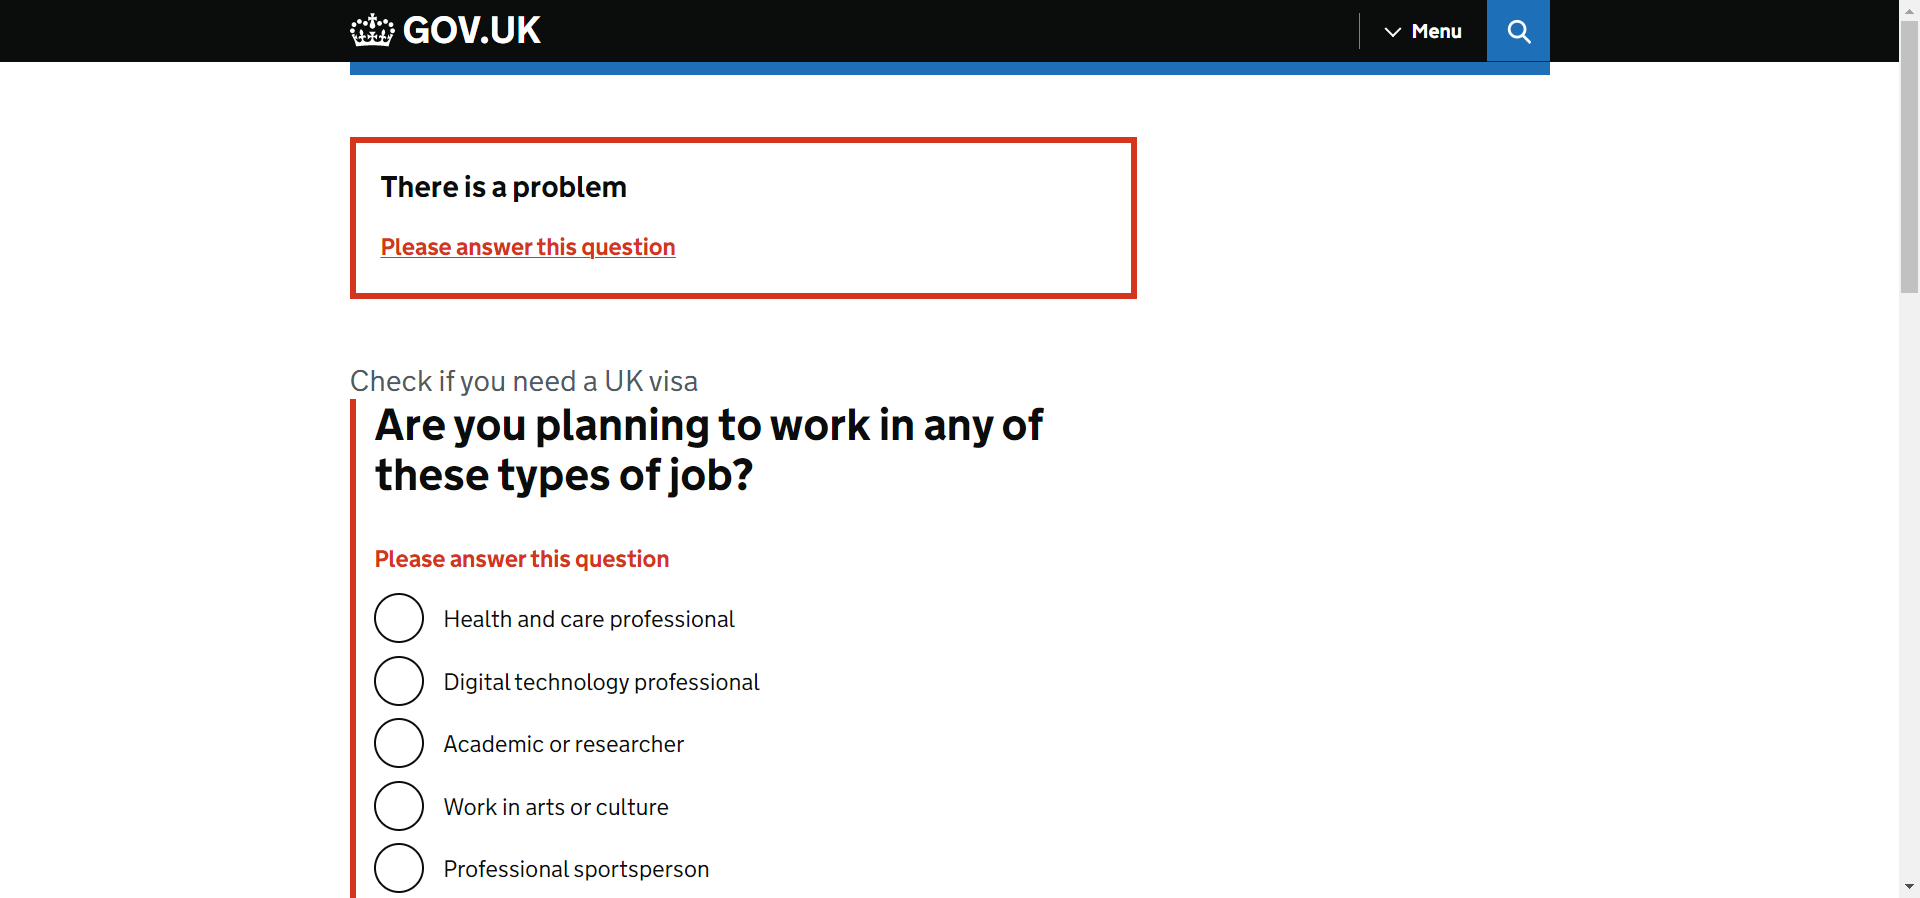 GOV.UK
Menu
There is a problem
Please answer this question
Check if you need a UK visa
Are you planning to work in any of
these types of job?
Please answer this question
Health and care professional
Digital technology professional
Academic or researcher
Work in arts or culture
Professional sportsperson